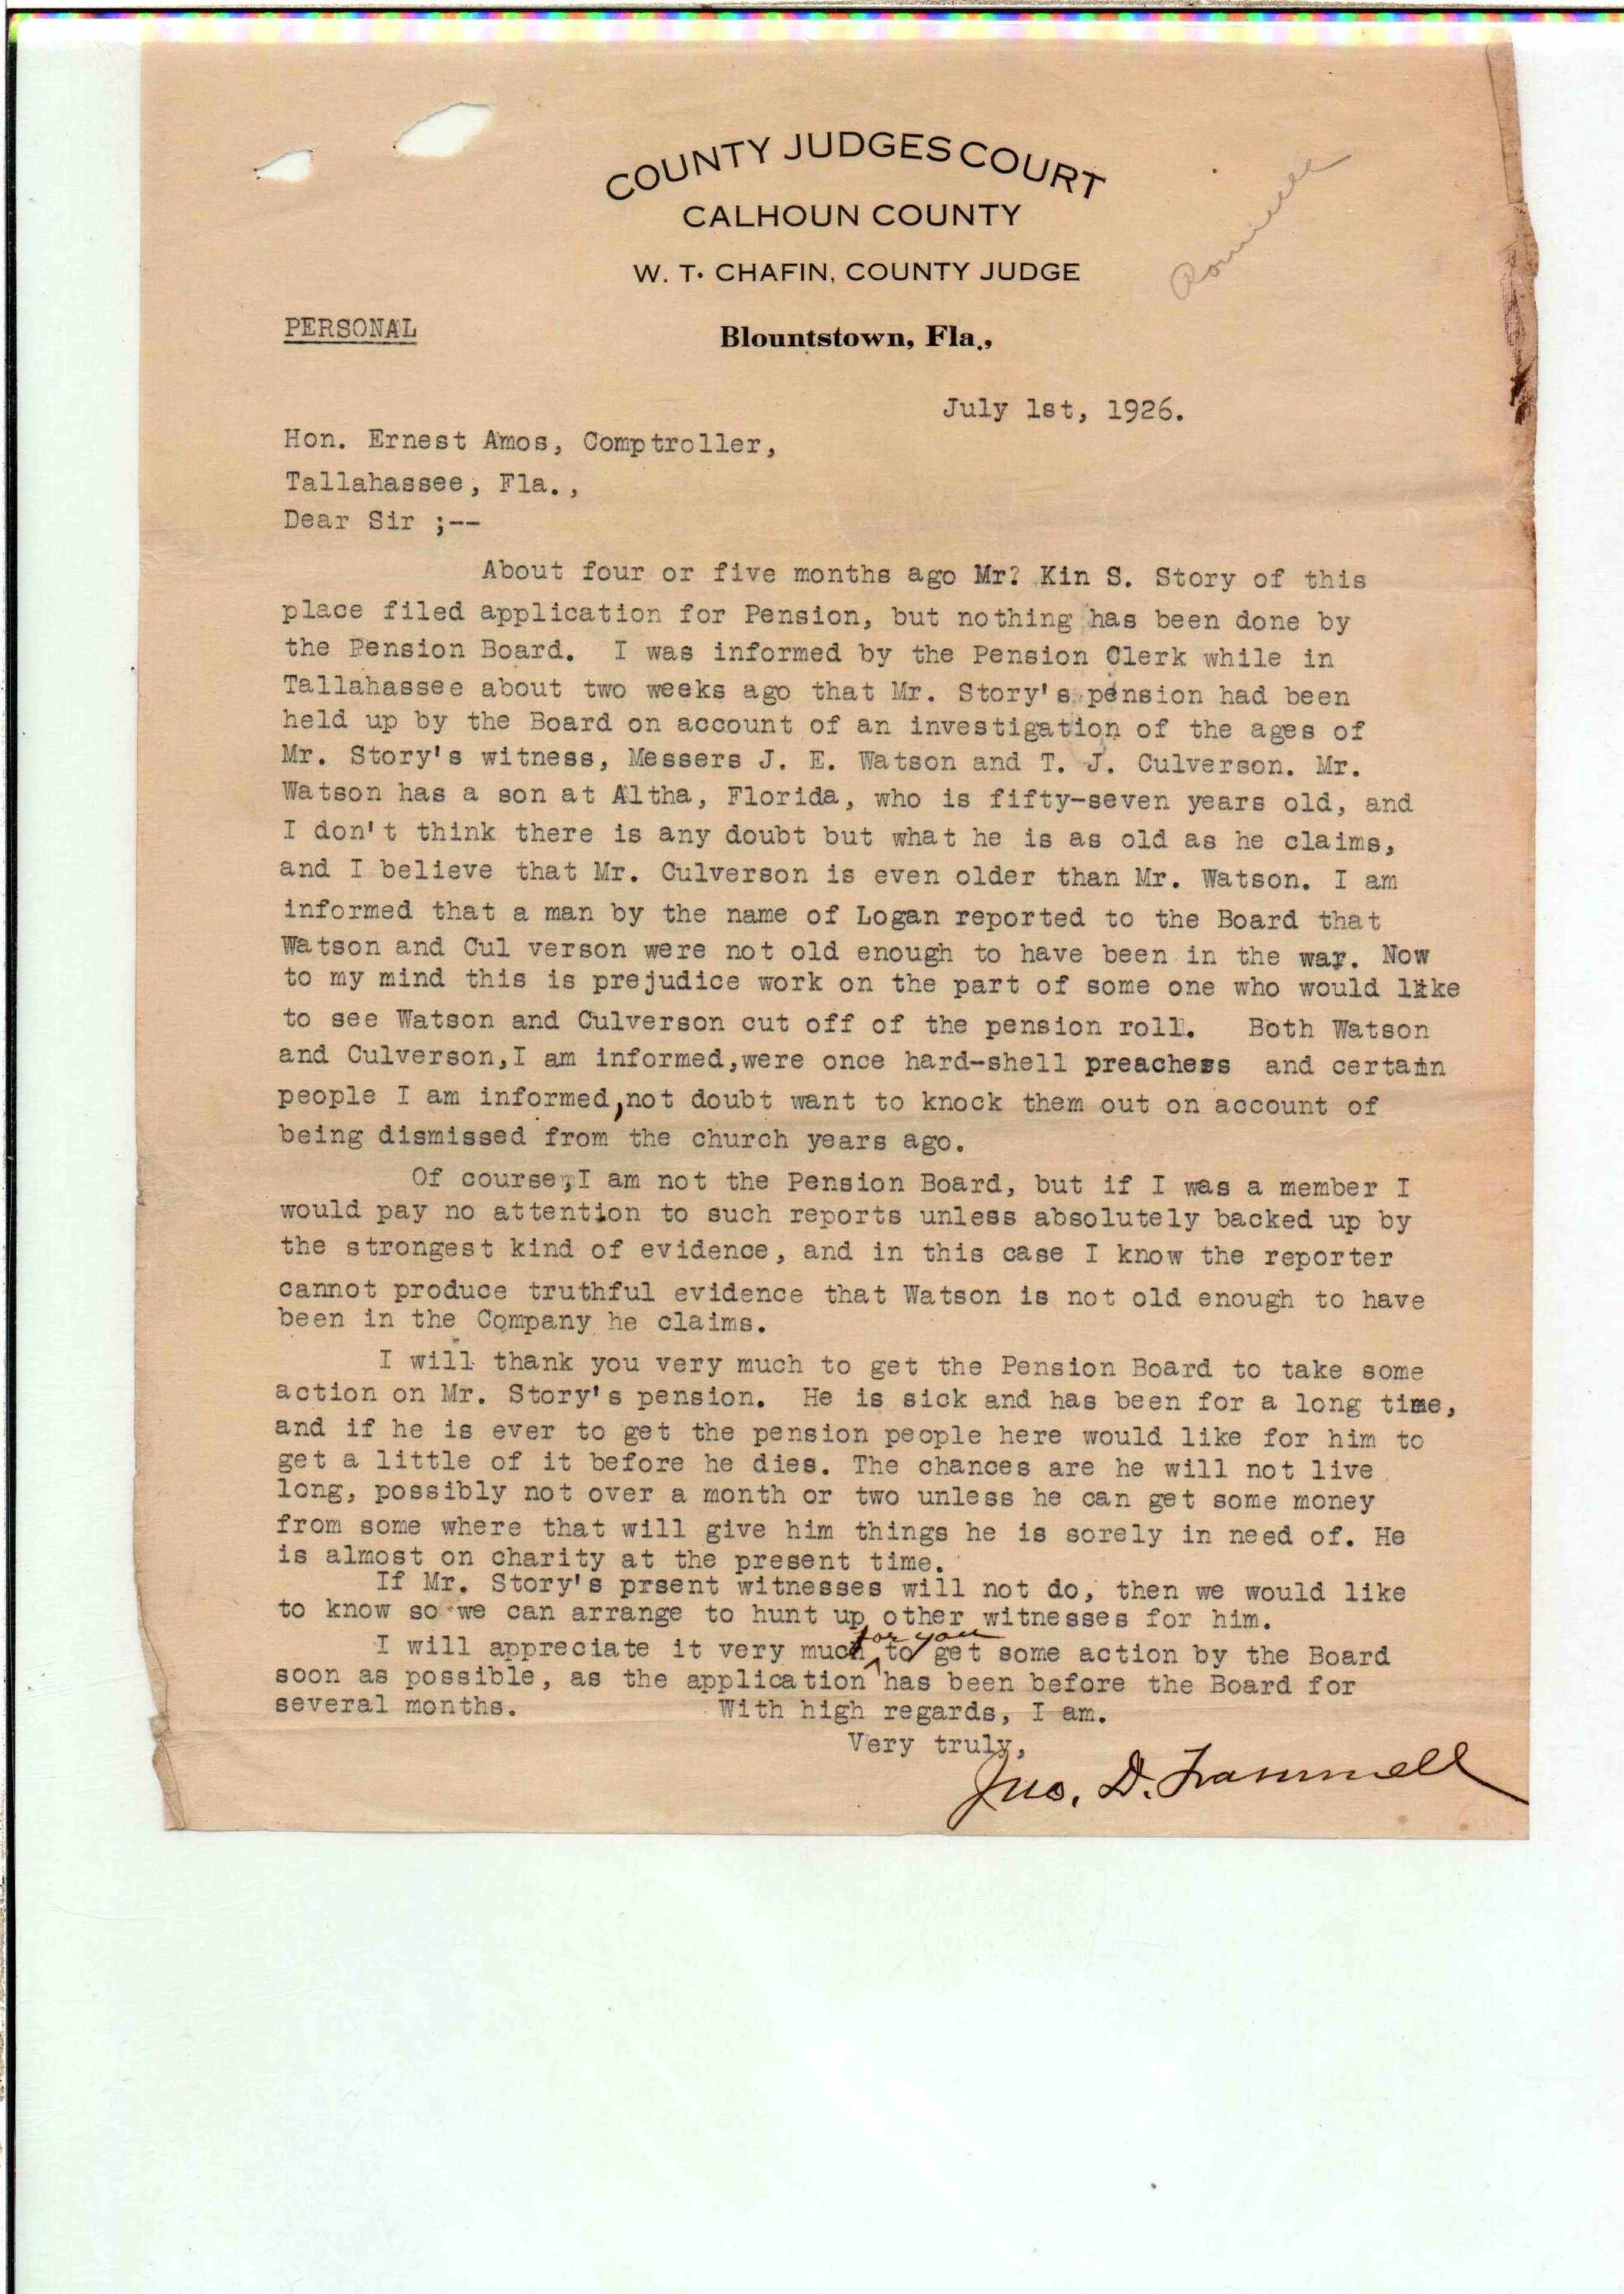 COUNTY JUDGES COURT
CALHOUN COUNTY
W. T. CHAFIN, COUNTY JUDGE
PERSONAL
Blountstown, Fla.,
July 1st, 1926.
Hon. Ernest Amos, Comptroller,
Tallahassee, Fla.,
Dear Sir ;--
About four or five months ago Mr? Kin S. Story of this
place filed application for Pension, but nothing has been done by
the Pension Board. I was informed by the Pension Clerk while in
Tallahassee about two weeks ago that Mr. Story's pension had been
held up by the Board on account of an investigation of the ages of
Mr. Story's witness, Messers J. E. Watson and T. J. Culverson. Mr.
Watson has a son at Altha, Florida, who is fifty-seven years old, and
I don't think there is any doubt but what he is as old as he claims,
and I believe that Mr. Culverson is even older than Mr. Watson. I am
informed that a man by the name of Logan reported to the Board that
Watson and Cul verson were not old enough to have been in the war. Now
to my mind this is prejudice work on the part of some one who would like
to see Watson and Culverson cut off of the pension roll. Both Watson
and Culverson,I am informed,were once hard-shell preachers and certain
people I am informed,not doubt want to knock them out on account of
being dismissed from the church years ago.
Of course,I am not the Pension Board, but if I was a member I
would pay no attention to such reports unless absolutely backed up by
the strongest kind of evidence, and in this case I know the reporter
cannot produce truthful evidence that Watson is not old enough to have
been in the Company he claims.
I will thank you very much to get the Pension Board to take some
action on Mr. Story's pension. He is sick and has been for a long time,
and if he is ever to get the pension people here would like for him to
get a little of it before he dies. The chances are he will not live
long, possibly not over a month or two unless he can get some money
from some where that will give him things he is sorely in need of. He
is almost on charity at the present time.
If Mr. Story's prsent witnesses will not do, then we would like
to know so we can arrange to hunt up other witnesses for him.
for you
I will appreciate it very much to get some action by the Board
soon as possible, as the application has been before the Board for
several months. With high regards, I am.
Very truly,
Jno. D. Trammell